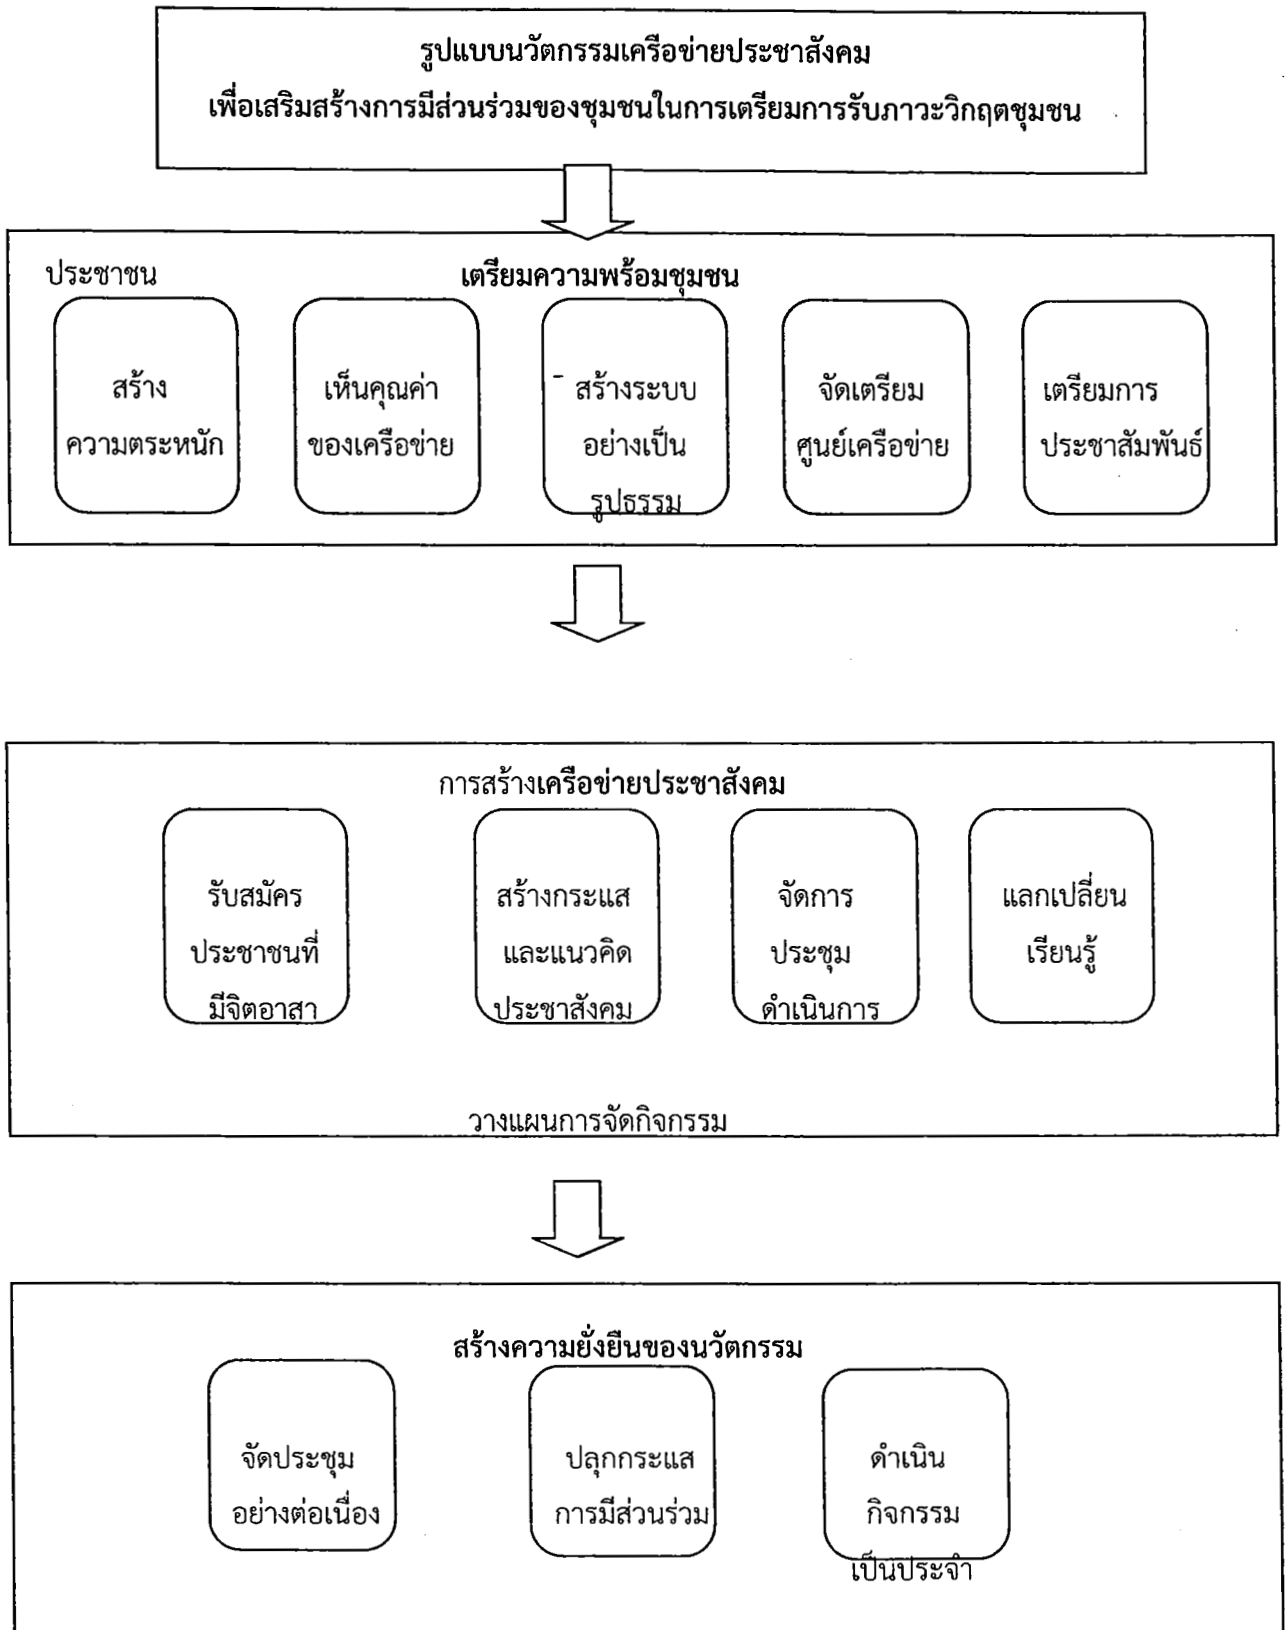 รูปแบบนวัตกรรมเครือข่ายประชาสังคม
เพื่อเสริมสร้างการมีส่วนร่วมของชุมชนในการเตรียมการรับภาวะวิกฤตชุมชน
ประชาชน
เตรียมความพร้อมชุมชน
สร้าง
ความตระหนัก
เห็นคุณค่า
ของเครือข่าย
สร้างระบบ
อย่างเป็น
รูปธรรม
จัดเตรียม
ศูนย์เครือข่าย
เตรียมการ
ประชาสัมพันธ์
การสร้างเครือข่ายประชาสังคม
รับสมัคร
ประชาชนที่
มีจิตอาสา
สร้างกระแส
และแนวคิด
ประชาสังคม
จัดการ
ประชุม
ดำเนินการ
แลกเปลี่ยน
เรียนรู้
วางแผนการจัดกิจกรรม
สร้างความยั่งยืนของนวัตกรรม
จัดประชุม
อย่างต่อเนื่อง
ปลุกกระแส
การมีส่วนร่วม
ดำเนิน
กิจกรรม
เป็นประจำ